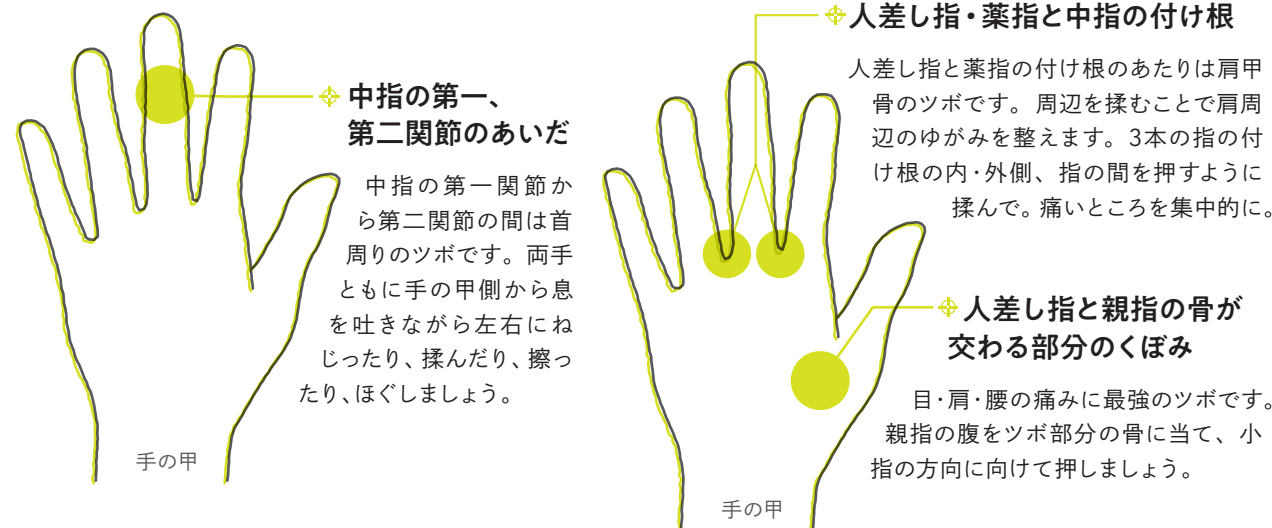 中指の第一、
第二関節のあいだ
中指の第一関節か
ら第二関節の間は首
周りのツボです。両手
ともに手の甲側から息
を吐きながら左右にね
じったり、揉んだり、擦っ
たり、ほぐしましょう。
手の甲
人差し指・薬指と中指の付け根
人差し指と薬指の付け根のあたりは肩甲
骨のツボです。周辺を揉むことで肩周
辺のゆがみを整えます。3本の指の付
け根の内・外側、指の間を押すように
揉んで。痛いところを集中的に。
人差し指と親指の骨が
交わる部分のくぼみ
目・肩・腰の痛みに最強のツボです。
親指の腹をツボ部分の骨に当て、小
指の方向に向けて押しましょう。
手の甲